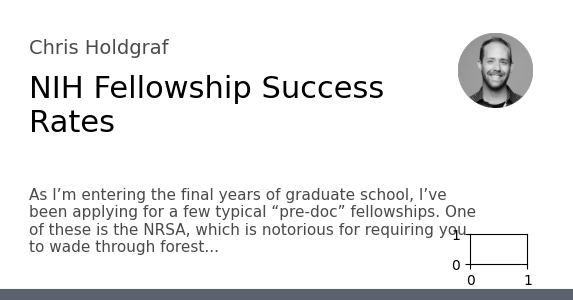 Chris Holdgraf
NIH Fellowship Success
Rates
As I’m entering the final years of graduate school, I’ve
been applying for a few typical “pre-doc” fellowships. One
of these is the NRSA, which is notorious for requiring you
to wade through forest…
1
0
0 1